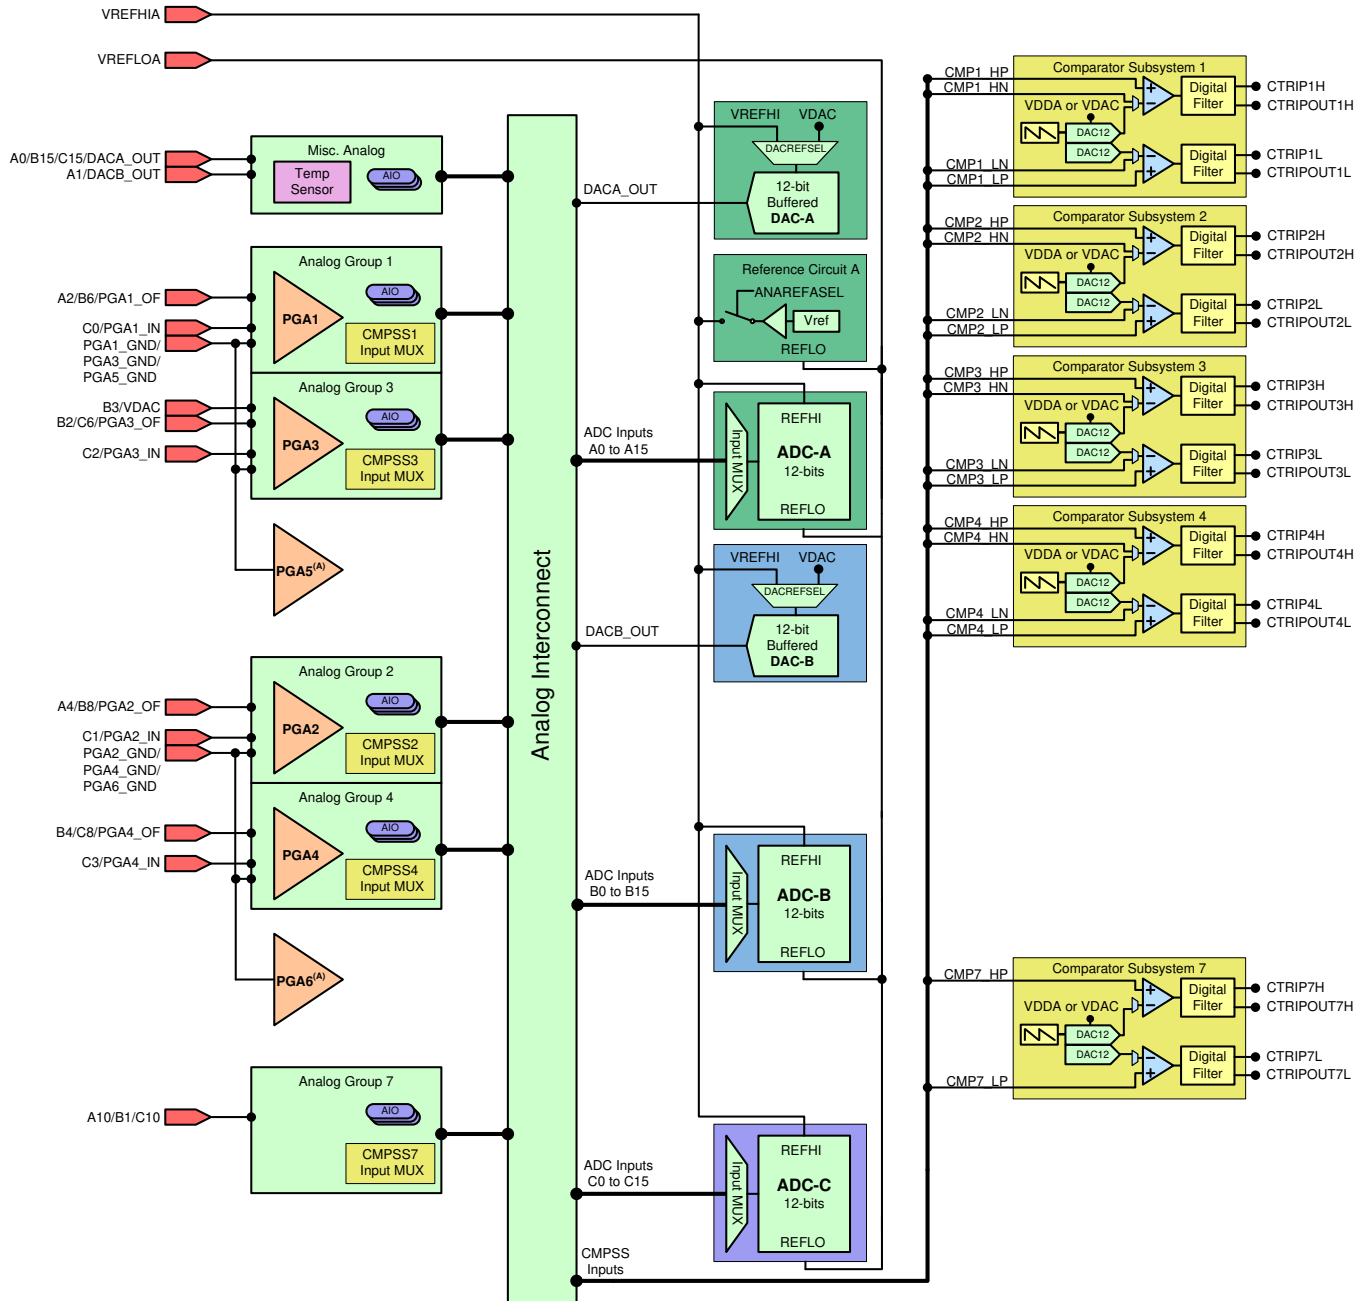 VREFHIA
VREFLOA
A0/B15/C15/DACA_OUT
A1/DACB_OUT
Misc. Analog
Temp
Sensor
AIO
Analog Group 1
A2/B6/PGA1_OF
C0/PGA1_IN
PGA1_GND/
PGA3_GND/
PGA5_GND
PGA1
AIO
CMPSS1
Input MUX
Analog Group 3
B3/VDAC
B2/C6/PGA3_OF
C2/PGA3_IN
PGA3
AIO
CMPSS3
Input MUX
PGA5(A)
Analog Group 2
A4/B8/PGA2_OF
C1/PGA2_IN
PGA2_GND/
PGA4_GND/
PGA6_GND
PGA2
AIO
CMPSS2
Input MUX
Analog Group 4
B4/C8/PGA4_OF
C3/PGA4_IN
PGA4
AIO
CMPSS4
Input MUX
PGA6(A)
Analog Group 7
A10/B1/C10
AIO
CMPSS7
Input MUX
Analog Interconnect
VREFHI
VDAC
DACREFSEL
DACA_OUT
12-bit
Buffered
DAC-A
Reference Circuit A
ANAREFASEL
Vref
REFLO
ADC Inputs
A0 to A15
Input MUX
REFHI
ADC-A
12-bits
REFLO
VREFHI
VDAC
DACREFSEL
DACB_OUT
12-bit
Buffered
DAC-B
ADC Inputs
B0 to B15
Input MUX
REFHI
ADC-B
12-bits
REFLO
ADC Inputs
C0 to C15
Input MUX
REFHI
ADC-C
12-bits
REFLO
CMPSS
Inputs
Comparator Subsystem 1
CMP1_HP
CMP1_HN
VDDA or VDAC
DAC12
DAC12
CMP1_LN
CMP1_LP
Digital
Filter
Digital
Filter
CTRIP1H
CTRIPOUT1H
CTRIP1L
CTRIPOUT1L
Comparator Subsystem 2
CMP2_HP
CMP2_HN
VDDA or VDAC
DAC12
DAC12
CMP2_LN
CMP2_LP
Digital
Filter
Digital
Filter
CTRIP2H
CTRIPOUT2H
CTRIP2L
CTRIPOUT2L
Comparator Subsystem 3
CMP3_HP
CMP3_HN
VDDA or VDAC
DAC12
DAC12
CMP3_LN
CMP3_LP
Digital
Filter
Digital
Filter
CTRIP3H
CTRIPOUT3H
CTRIP3L
CTRIPOUT3L
Comparator Subsystem 4
CMP4_HP
CMP4_HN
VDDA or VDAC
DAC12
DAC12
CMP4_LN
CMP4_LP
Digital
Filter
Digital
Filter
CTRIP4H
CTRIPOUT4H
CTRIP4L
CTRIPOUT4L
Comparator Subsystem 7
CMP7_HP
VDDA or VDAC
DAC12
DAC12
CMP7_LP
Digital
Filter
Digital
Filter
CTRIP7H
CTRIPOUT7H
CTRIP7L
CTRIPOUT7L